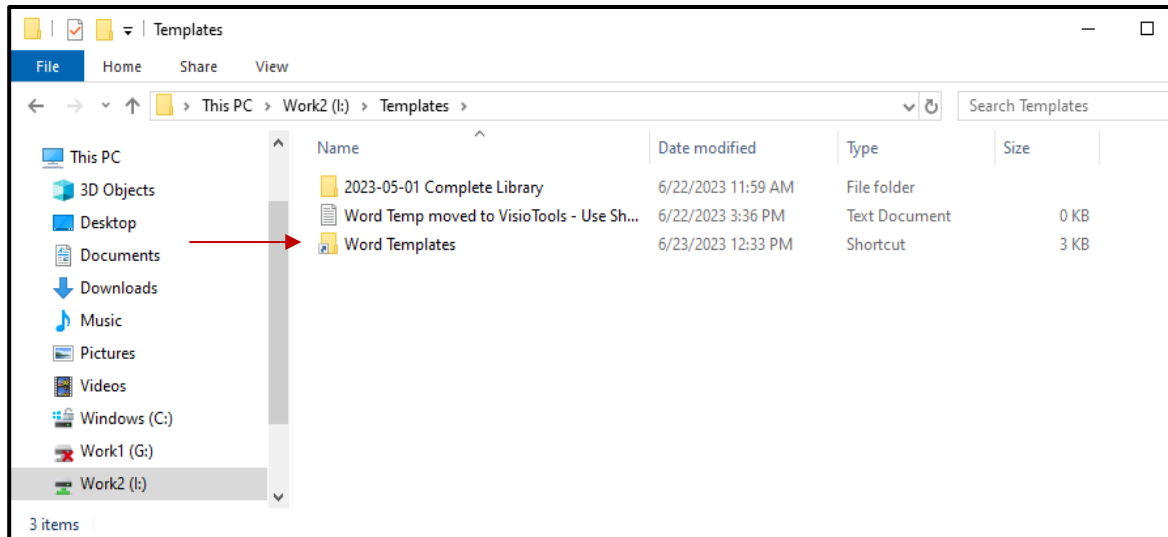 Templates
File Home Share View
This PC > Work2 (I:) > Templates >
Search Templates
This PC
3D Objects
Desktop
Documents
Downloads
Music
Pictures
Videos
Windows (C:)
Work1 (G:)
Work2 (I:)
Name Date modified Type Size
2023-05-01 Complete Library 6/22/2023 11:59 AM File folder
Word Temp moved to VisioTools - Use Sh... 6/22/2023 3:36 PM Text Document 0 KB
Word Templates 6/23/2023 12:33 PM Shortcut 3 KB
3 items